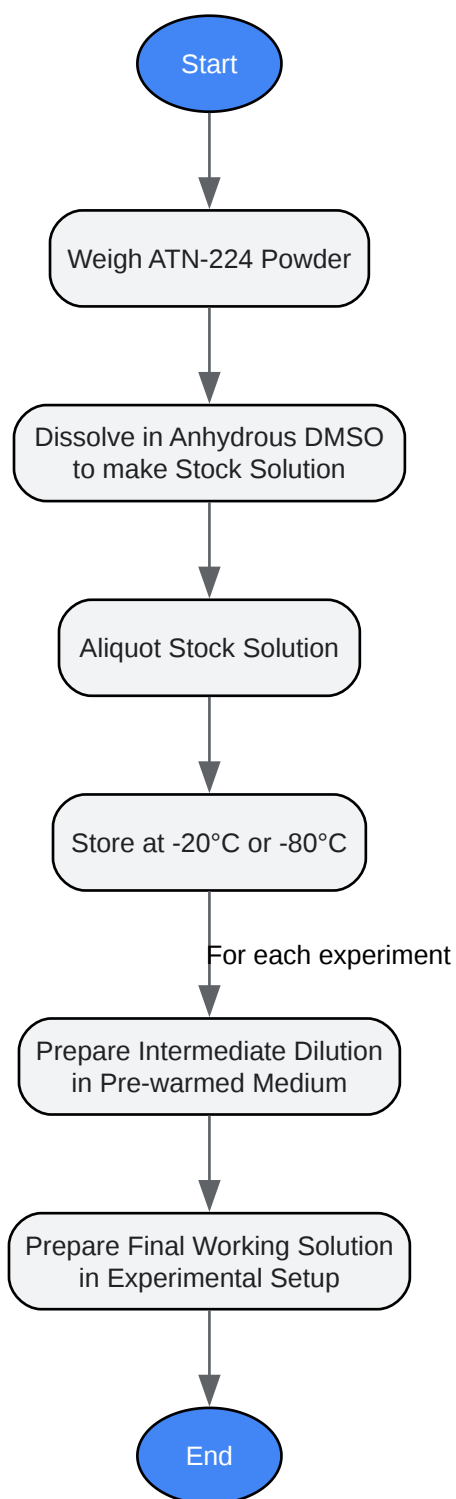 Start
Weigh ATN-224 Powder
Dissolve in Anhydrous DMSO
to make Stock Solution
Aliquot Stock Solution
Store at -20°C or -80°C
For each experiment
Prepare Intermediate Dilution
in Pre-warmed Medium
Prepare Final Working Solution
in Experimental Setup
End